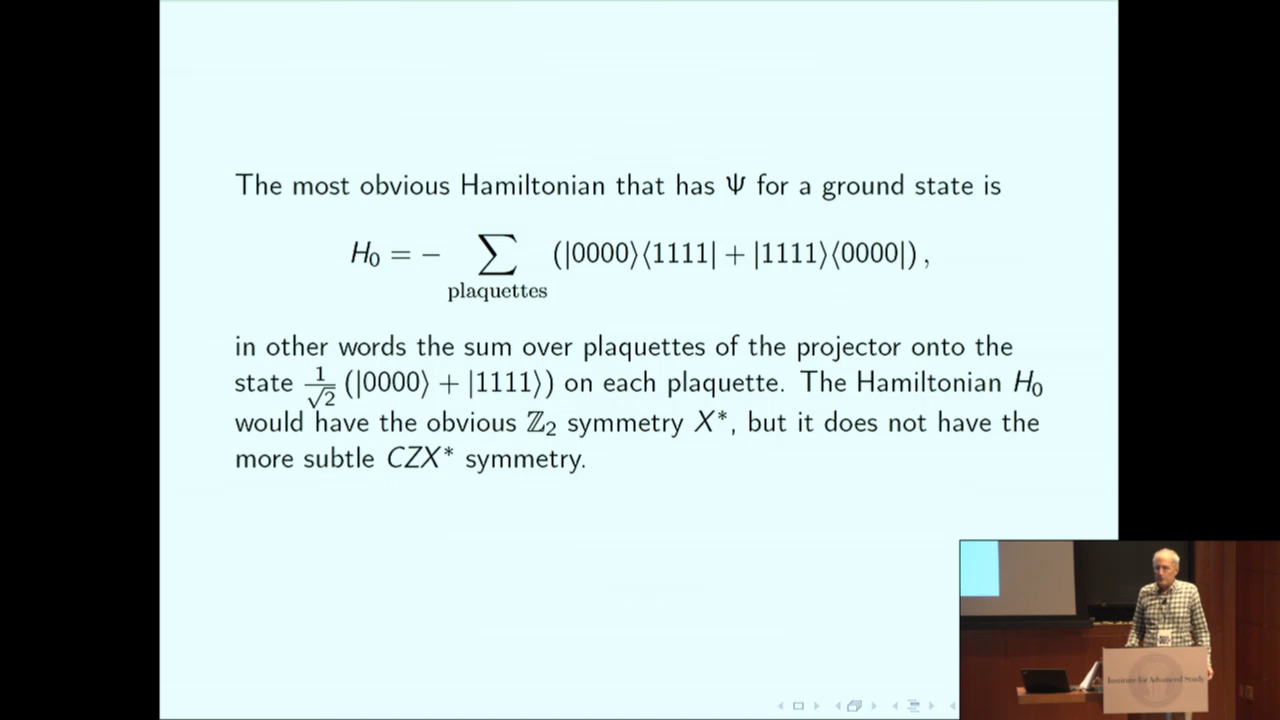 The most obvious Hamiltonian that has Ψ for a ground state is
H₀ = − ∑ (|0000⟩⟨1111| + |1111⟩⟨0000|) ,
plaquettes
in other words the sum over plaquettes of the projector onto the
state 1/√2 (|0000⟩ + |1111⟩) on each plaquette. The Hamiltonian H₀
would have the obvious ℤ₂ symmetry X*, but it does not have the
more subtle CZX* symmetry.
Institute for Advanced Study